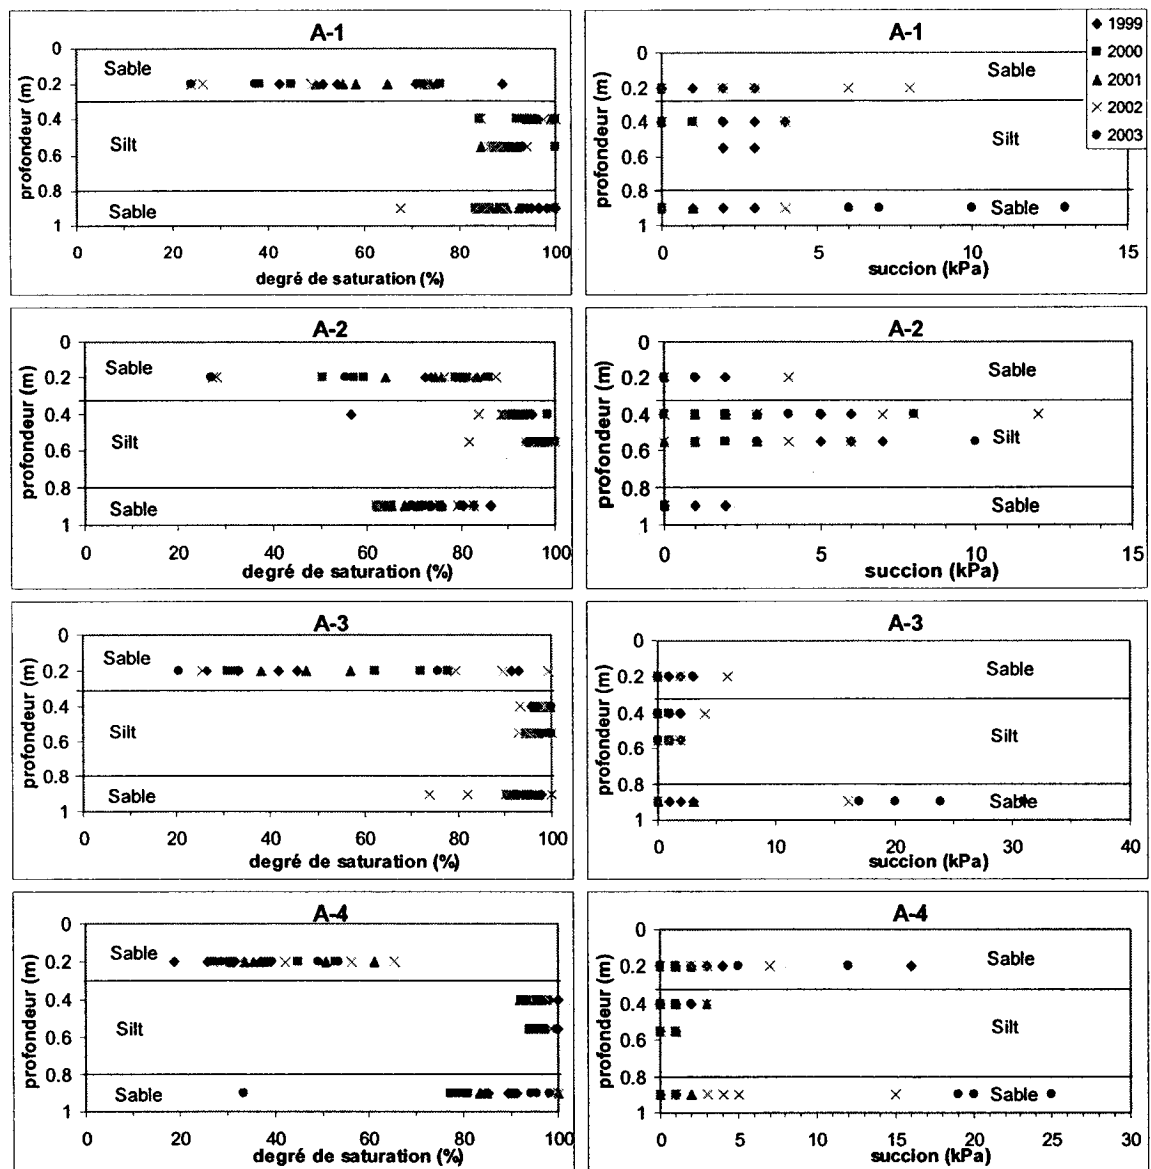 A-1
profondeur (m)
0
0.2
0.4
0.6
0.8
1
Sable
Silt
Sable
0 20 40 60 80 100
degré de saturation (%)
A-1
profondeur (m)
0
0.2
0.4
0.6
0.8
1
Sable
Silt
Sable
0 5 10 15
succion (kPa)
1999
2000
2001
2002
2003
A-2
profondeur (m)
0
0.2
0.4
0.6
0.8
1
Sable
Silt
Sable
0 20 40 60 80 100
degré de saturation (%)
A-2
profondeur (m)
0
0.2
0.4
0.6
0.8
1
Sable
Silt
Sable
0 5 10 15
succion (kPa)
A-3
profondeur (m)
0
0.2
0.4
0.6
0.8
1
Sable
Silt
Sable
0 20 40 60 80 100
degré de saturation (%)
A-3
profondeur (m)
0
0.2
0.4
0.6
0.8
1
Sable
Silt
Sable
0 10 20 30 40
succion (kPa)
A-4
profondeur (m)
0
0.2
0.4
0.6
0.8
1
Sable
Silt
Sable
0 20 40 60 80 100
degré de saturation (%)
A-4
profondeur (m)
0
0.2
0.4
0.6
0.8
1
Sable
Silt
Sable
0 5 10 15 20 25 30
succion (kPa)